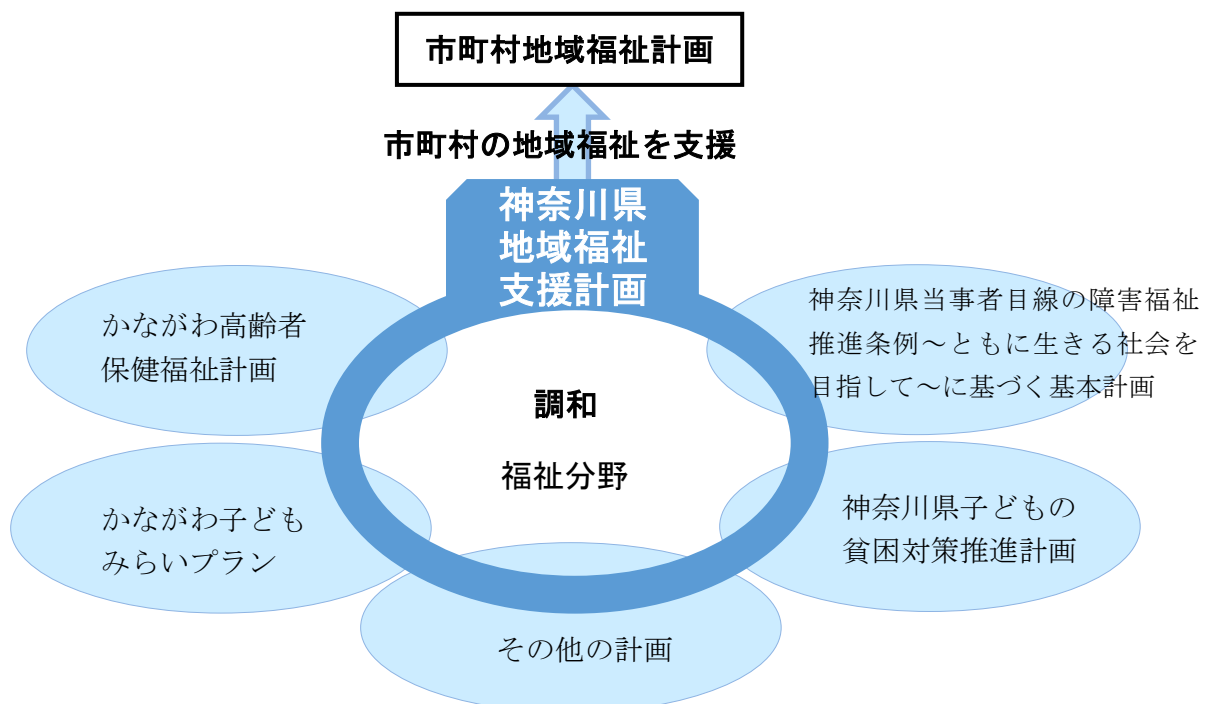 市町村地域福祉計画
市町村の地域福祉を支援
神奈川県
地域福祉
支援計画
かながわ高齢者
保健福祉計画
神奈川県当事者目線の障害福祉
推進条例～ともに生きる社会を
目指して～に基づく基本計画
調和
福祉分野
かながわ子ども
みらいプラン
神奈川県子どもの
貧困対策推進計画
その他の計画